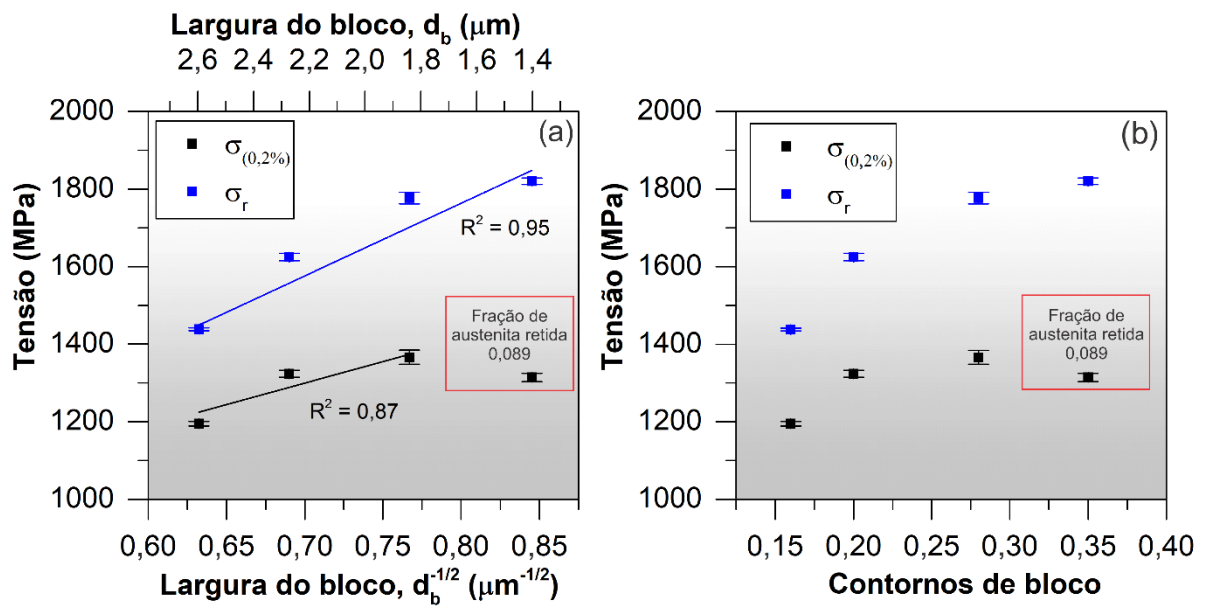 Largura do bloco, d_b (μm)
2,6 2,4 2,2 2,0 1,8 1,6 1,4
Tensão (MPa)
2000
1800
1600
1400
1200
1000
σ_(0,2%)
σ_r
(a)
R² = 0,95
Fração de
austenita retida
0,089
R² = 0,87
0,60 0,65 0,70 0,75 0,80 0,85
Largura do bloco, d_b^-1/2 (μm^-1/2)
Tensão (MPa)
2000
1800
1600
1400
1200
1000
σ_(0,2%)
σ_r
(b)
Fração de
austenita retida
0,089
0,15 0,20 0,25 0,30 0,35 0,40
Contornos de bloco